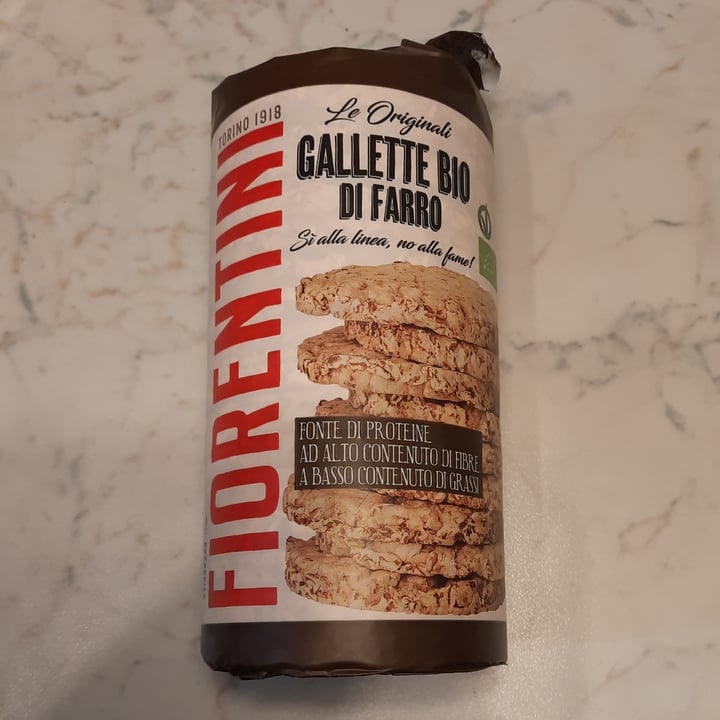 TORINO 1918
FIORENTINI
Le Originali
GALLETTE BIO
DI FARRO
Sì alla linea, no alla fame!
FONTE DI PROTEINE
AD ALTO CONTENUTO DI FIBRE
A BASSO CONTENUTO DI GRASSI